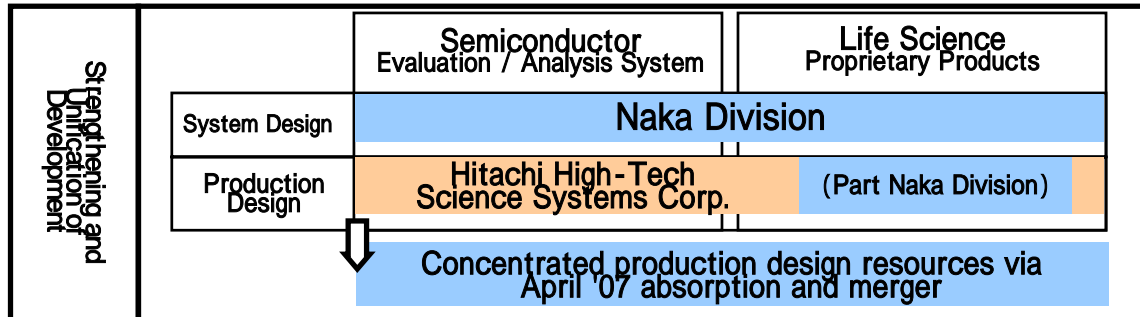 Strengthening and
Unification of
Development
Semiconductor
Evaluation / Analysis System
Life Science
Proprietary Products
System Design
Naka Division
Production
Design
Hitachi High-Tech
Science Systems Corp.
(Part Naka Division)
Concentrated production design resources via
April '07 absorption and merger